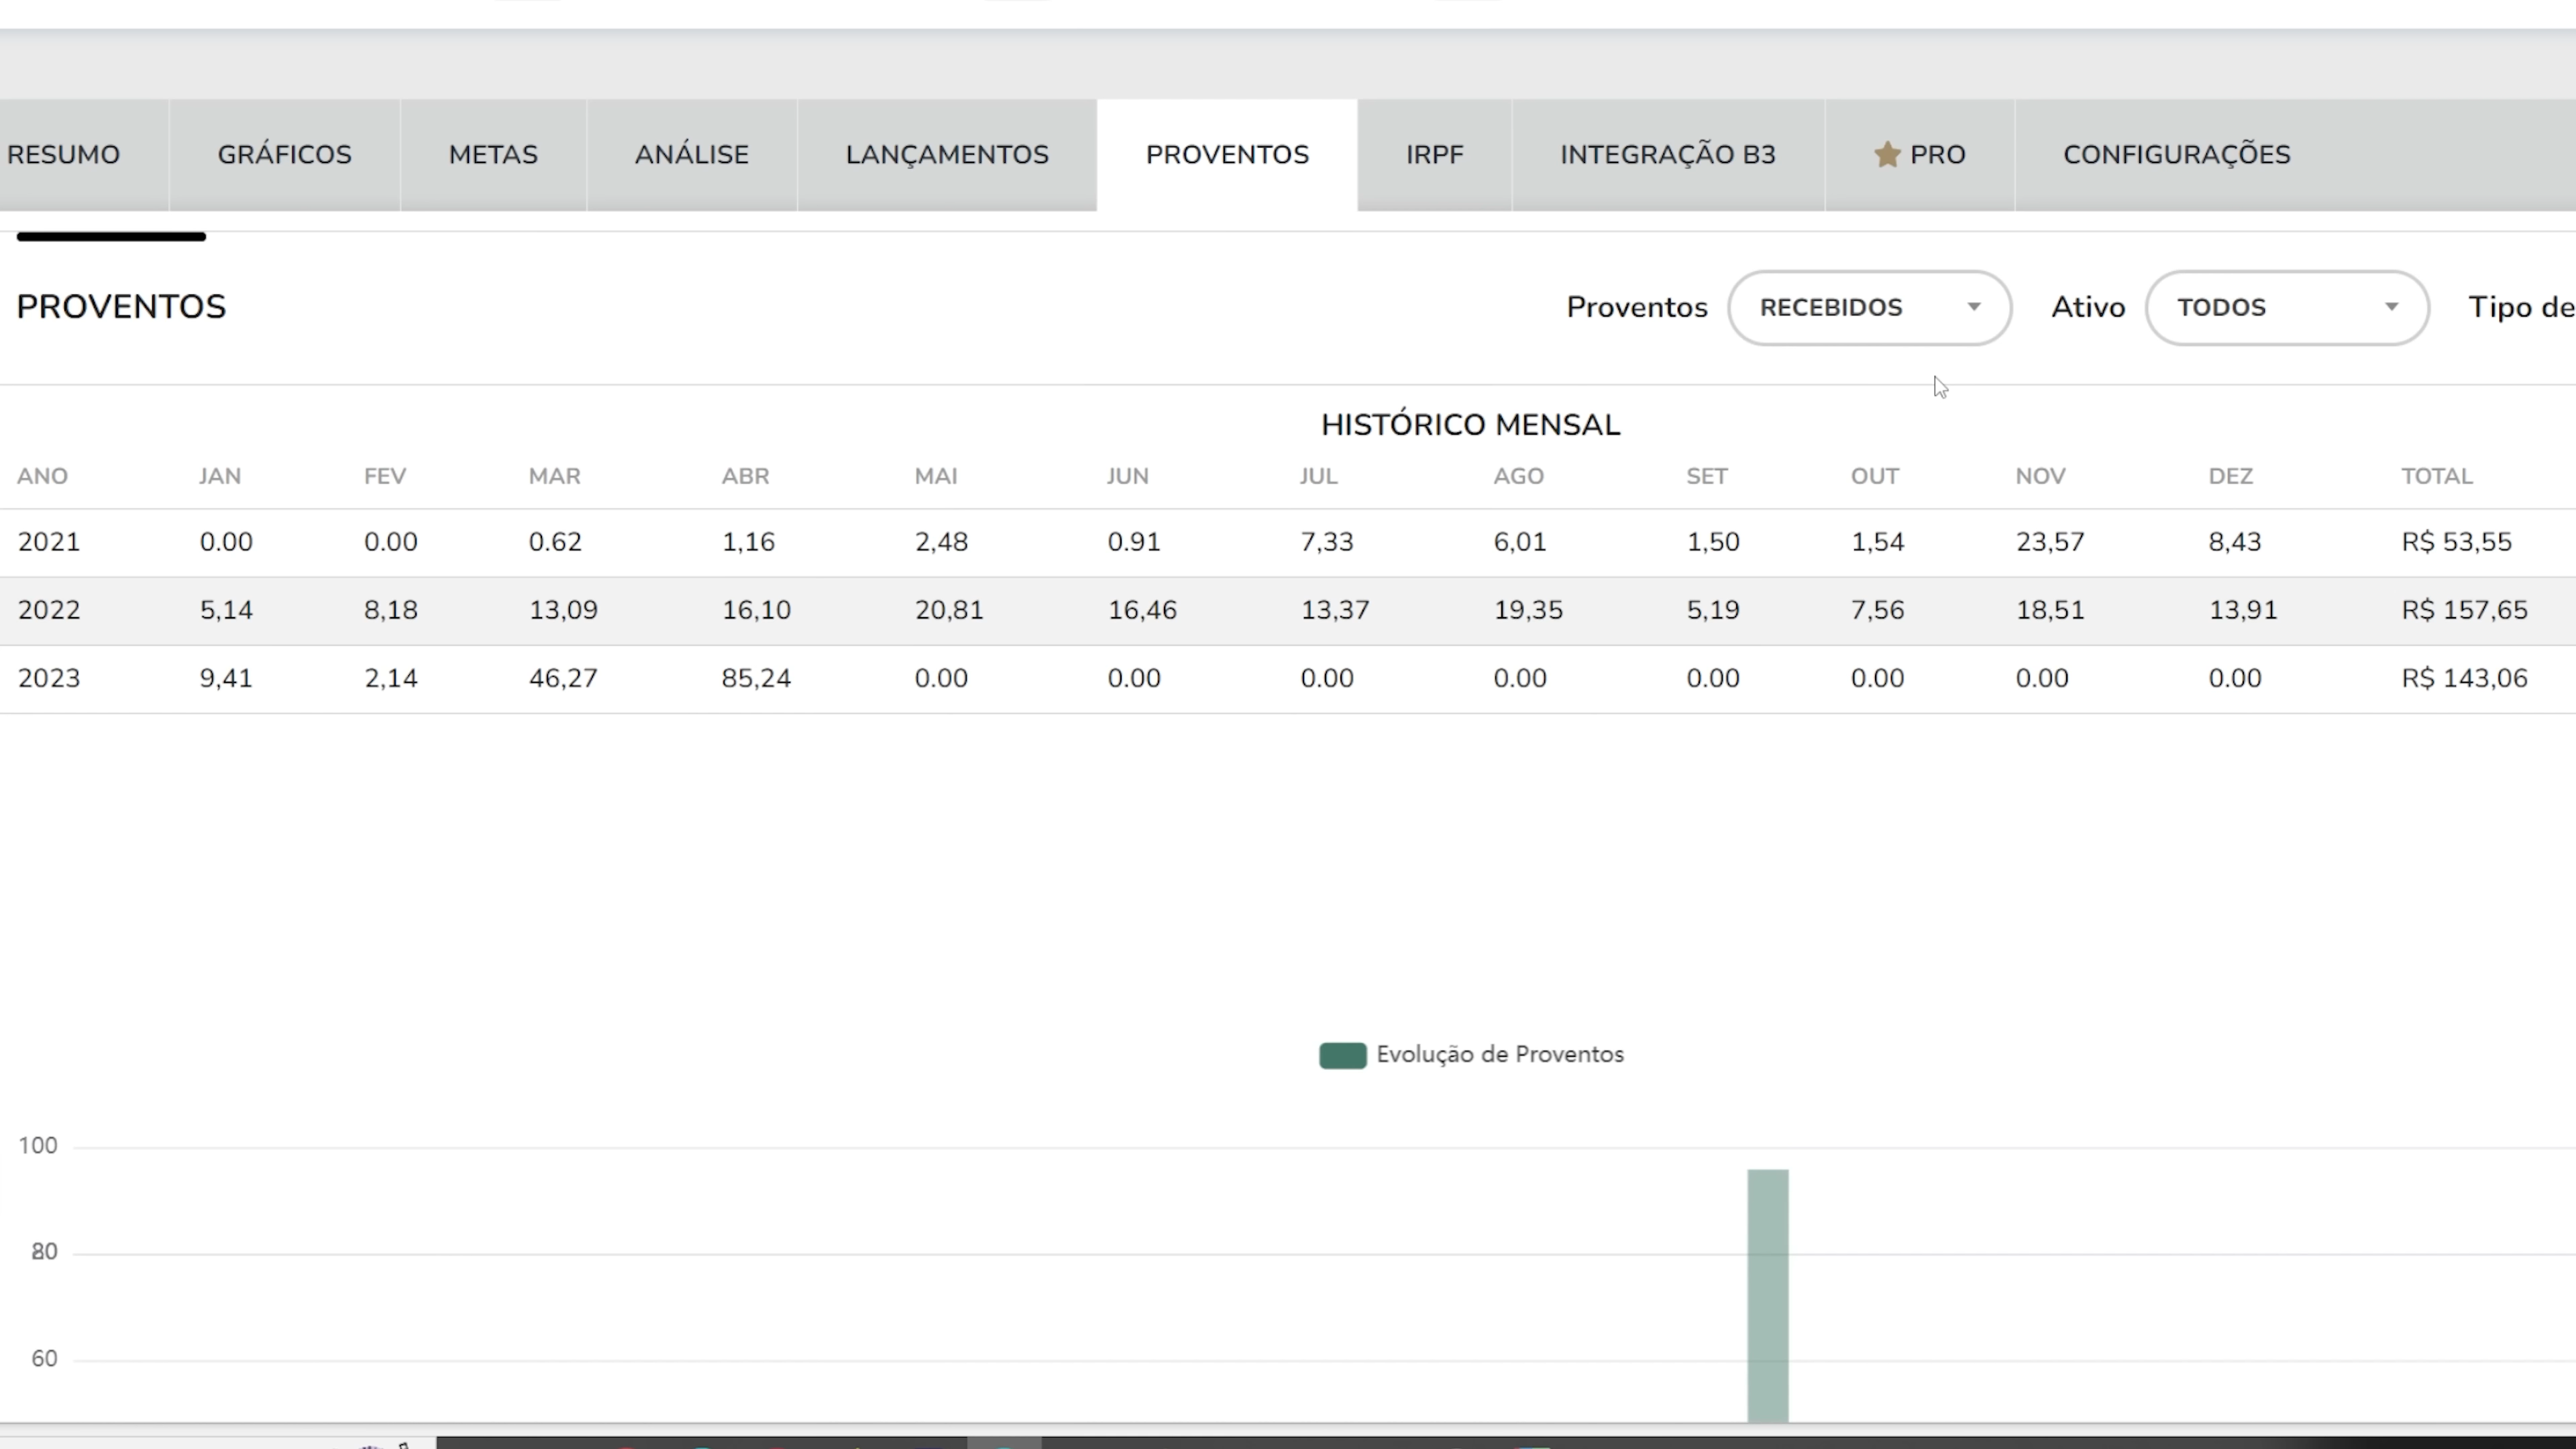 RESUMO GRÁFICOS METAS ANÁLISE LANÇAMENTOS PROVENTOS IRPF INTEGRAÇÃO B3 PRO CONFIGURAÇÕES
PROVENTOS Proventos RECEBIDOS Ativo TODOS Tipo de
HISTÓRICO MENSAL
ANO JAN FEV MAR ABR MAI JUN JUL AGO SET OUT NOV DEZ TOTAL
2021 0.00 0.00 0.62 1,16 2,48 0.91 7,33 6,01 1,50 1,54 23,57 8,43 R$ 53,55
2022 5,14 8,18 13,09 16,10 20,81 16,46 13,37 19,35 5,19 7,56 18,51 13,91 R$ 157,65
2023 9,41 2,14 46,27 85,24 0.00 0.00 0.00 0.00 0.00 0.00 0.00 0.00 R$ 143,06
Evolução de Proventos
100
80
60